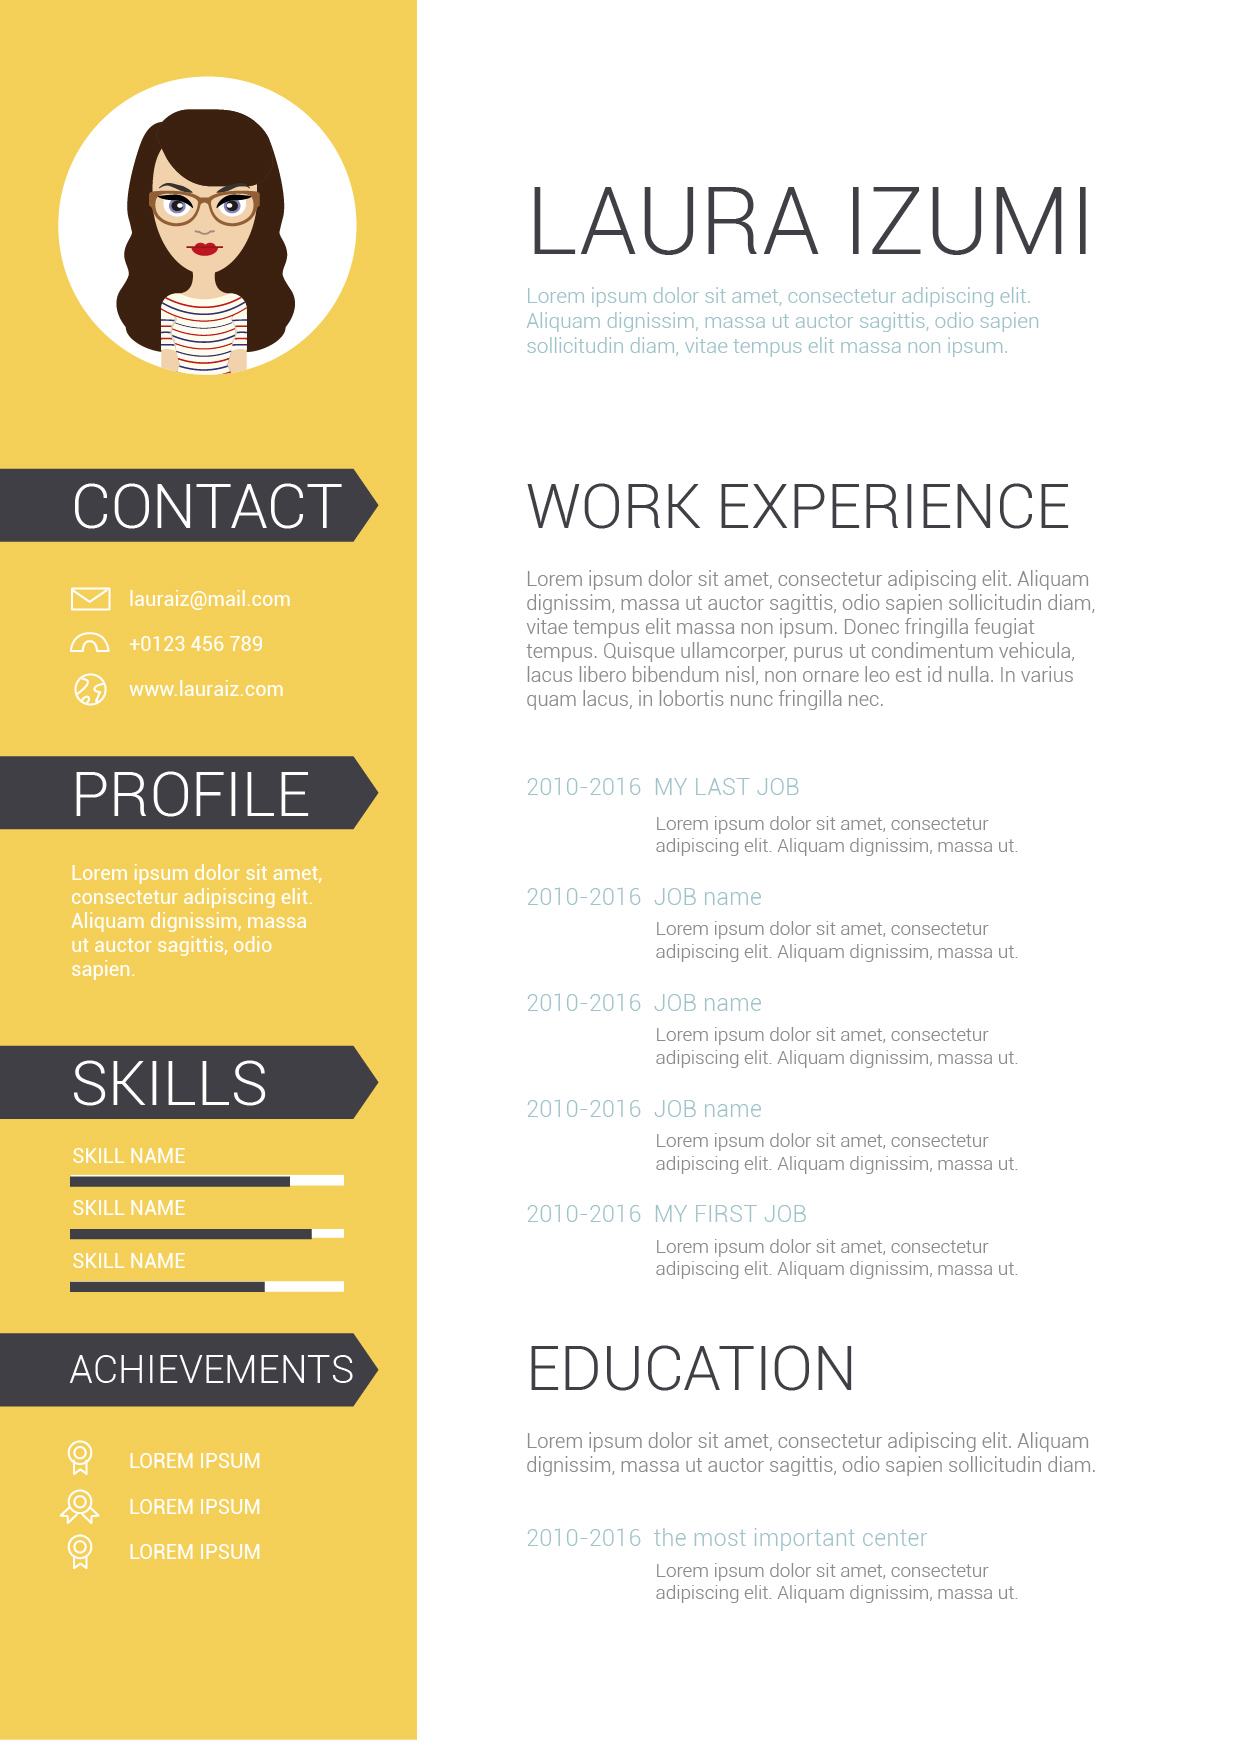 LAURA IZUMI
Lorem ipsum dolor sit amet, consectetur adipiscing elit.
Aliquam dignissim, massa ut auctor sagittis, odio sapien
sollicitudin diam, vitae tempus elit massa non ipsum.
CONTACT
lauraiz@mail.com
+0123 456 789
www.lauraiz.com
PROFILE
Lorem ipsum dolor sit amet,
consectetur adipiscing elit.
Aliquam dignissim, massa
ut auctor sagittis, odio
sapien.
SKILLS
SKILL NAME
SKILL NAME
SKILL NAME
ACHIEVEMENTS
LOREM IPSUM
LOREM IPSUM
LOREM IPSUM
WORK EXPERIENCE
Lorem ipsum dolor sit amet, consectetur adipiscing elit. Aliquam
dignissim, massa ut auctor sagittis, odio sapien sollicitudin diam,
vitae tempus elit massa non ipsum. Donec fringilla feugiat
tempus. Quisque ullamcorper, purus ut condimentum vehicula,
lacus libero bibendum nisl, non ornare leo est id nulla. In varius
quam lacus, in lobortis nunc fringilla nec.
2010-2016 MY LAST JOB
Lorem ipsum dolor sit amet, consectetur
adipiscing elit. Aliquam dignissim, massa ut.
2010-2016 JOB name
Lorem ipsum dolor sit amet, consectetur
adipiscing elit. Aliquam dignissim, massa ut.
2010-2016 JOB name
Lorem ipsum dolor sit amet, consectetur
adipiscing elit. Aliquam dignissim, massa ut.
2010-2016 JOB name
Lorem ipsum dolor sit amet, consectetur
adipiscing elit. Aliquam dignissim, massa ut.
2010-2016 MY FIRST JOB
Lorem ipsum dolor sit amet, consectetur
adipiscing elit. Aliquam dignissim, massa ut.
EDUCATION
Lorem ipsum dolor sit amet, consectetur adipiscing elit. Aliquam
dignissim, massa ut auctor sagittis, odio sapien sollicitudin diam.
2010-2016 the most important center
Lorem ipsum dolor sit amet, consectetur
adipiscing elit. Aliquam dignissim, massa ut.